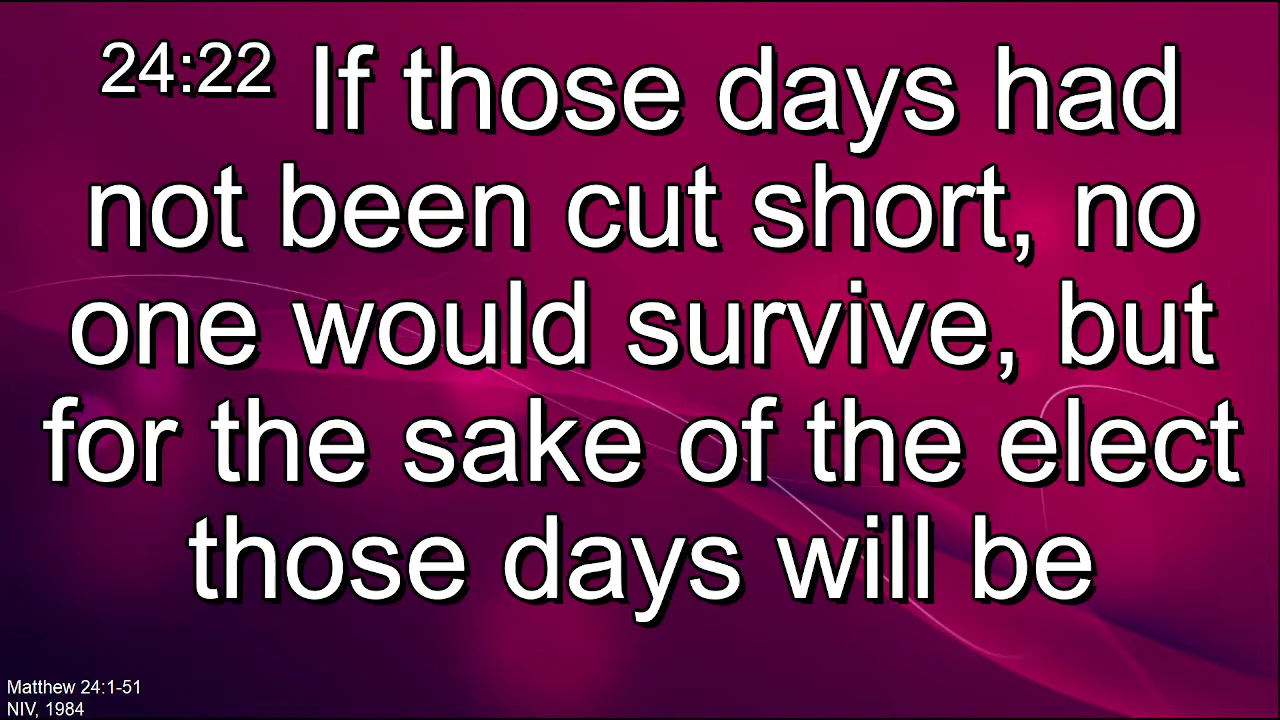 24:22 If those days had
not been cut short, no
one would survive, but
for the sake of the elect
those days will be
Matthew 24:1-51
NIV, 1984